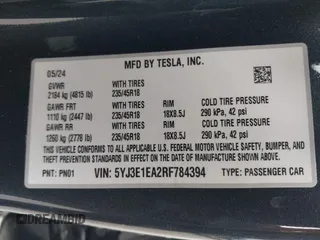 MFD BY TESLA, INC.
05/24
GVWR WITH TIRES
2184 kg (4815 lb) 235/45R18
GAWR FRT WITH TIRES RIM COLD TIRE PRESSURE
1110 kg (2447 lb) 235/45R18 18X8.5J 290 kPa, 42 psi
GAWR RR WITH TIRES RIM COLD TIRE PRESSURE
1260 kg (2778 lb) 235/45R18 18X8.5J 290 kPa, 42 psi
THIS VEHICLE CONFORMS TO ALL APPLICABLE U.S. FEDERAL MOTOR VEHICLE SAFETY, BUMPER,
AND THEFT PREVENTION STANDARDS IN EFFECT ON THE DATE OF MANUFACTURE SHOWN ABOVE.
PNT: PN01 VIN: 5YJ3E1EA2RF784394 TYPE: PASSENGER CAR
DREAMBID